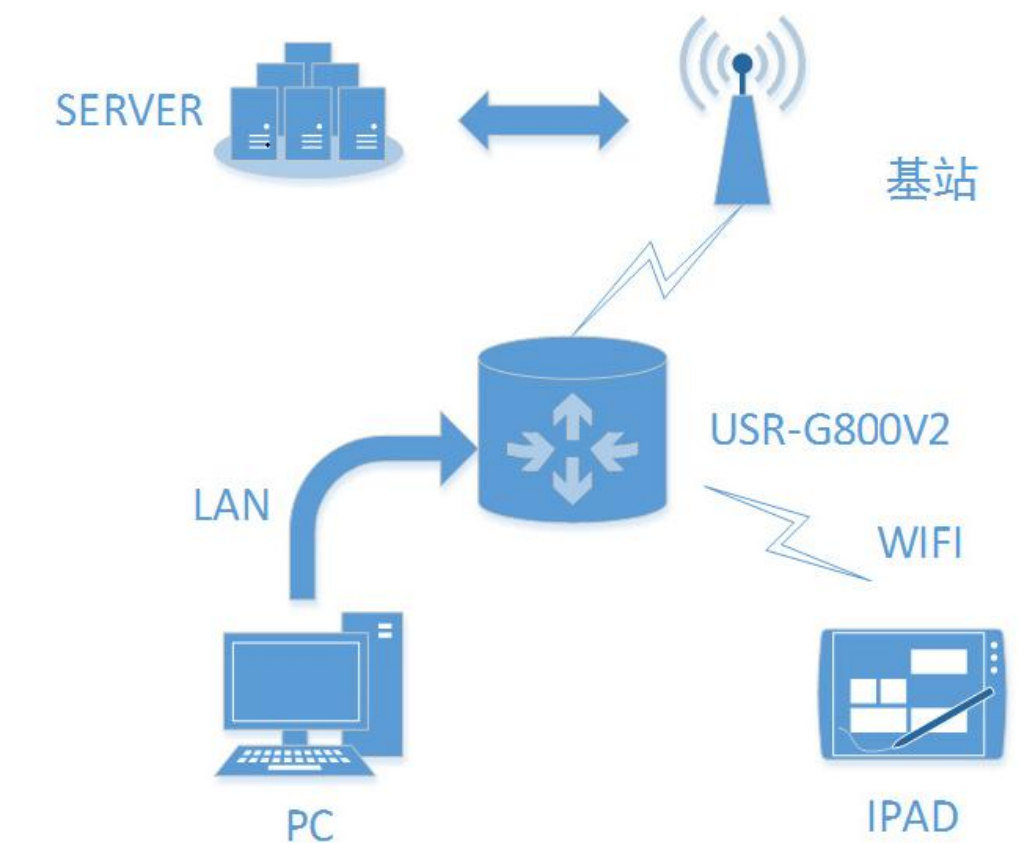 SERVER
基站
USR-G800V2
LAN
WIFI
PC
IPAD